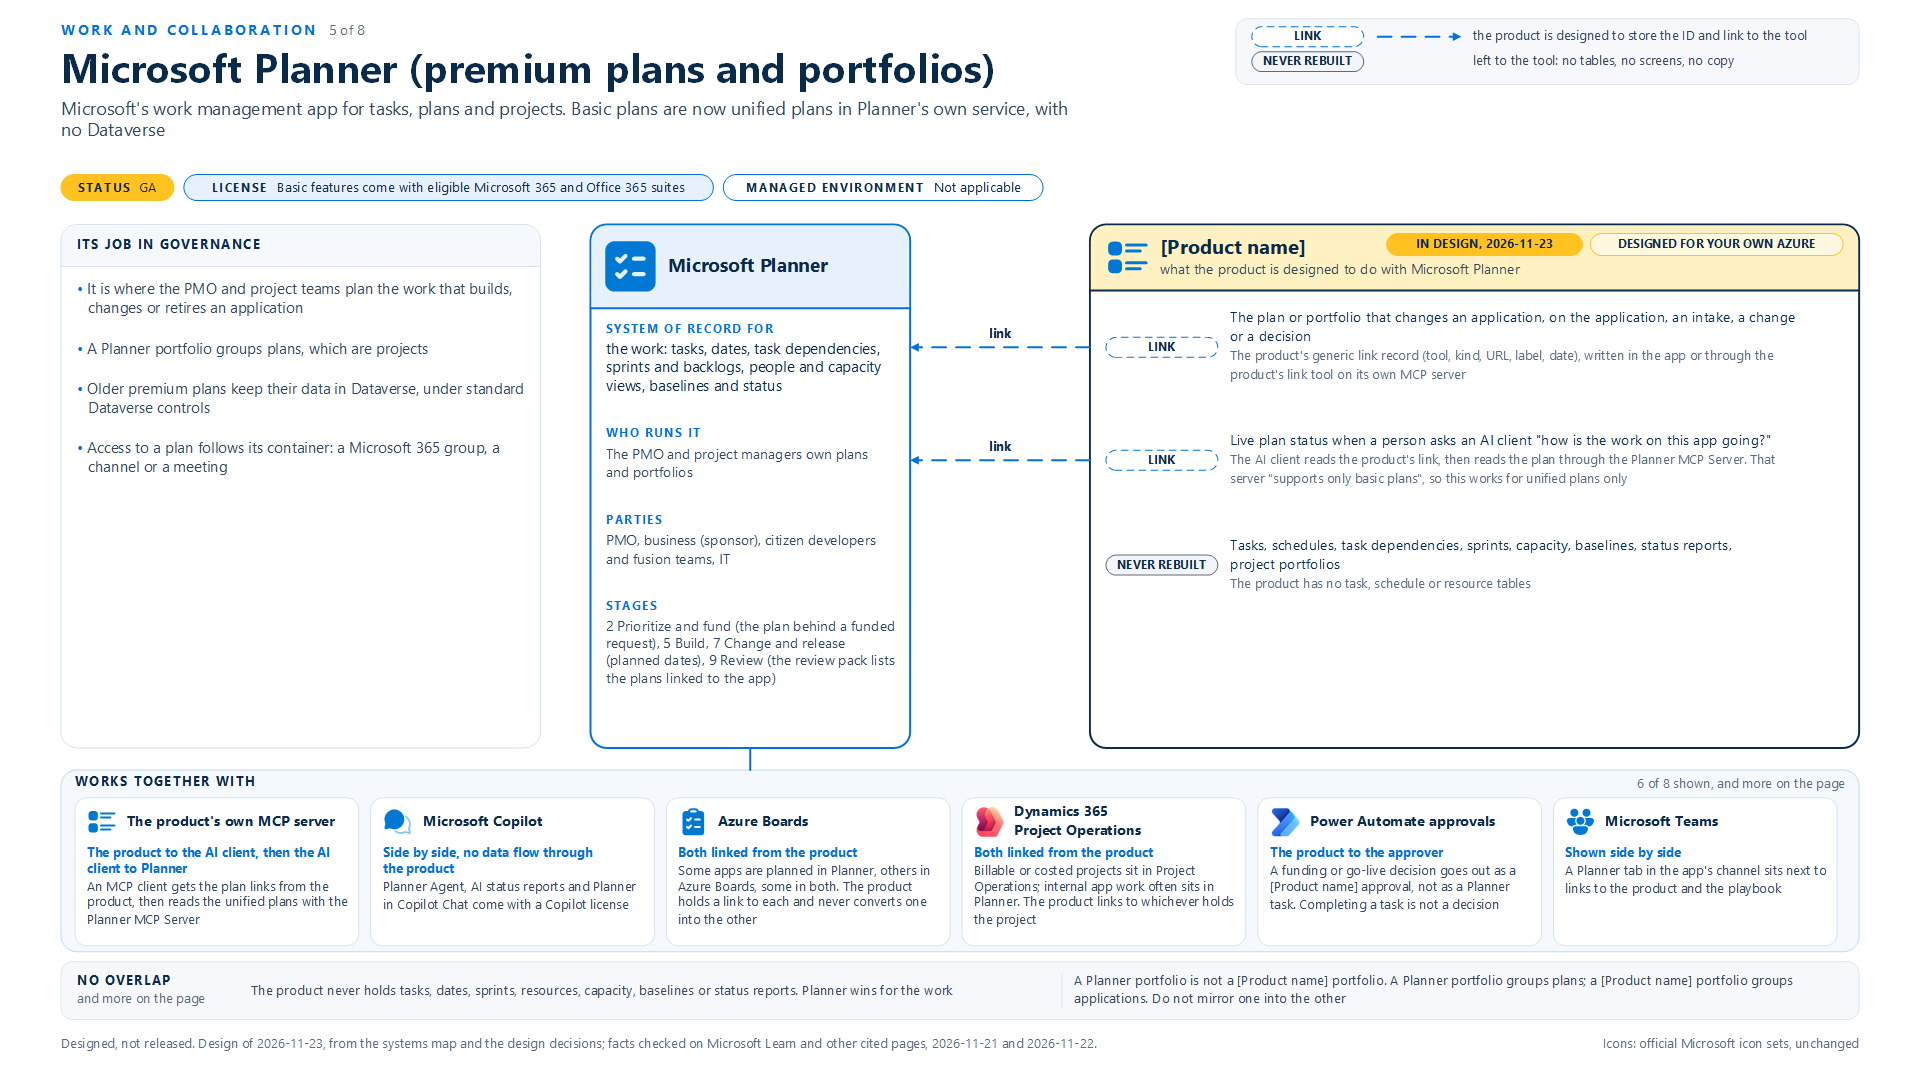 WORK AND COLLABORATION 5 of 8
Microsoft Planner (premium plans and portfolios)
Microsoft's work management app for tasks, plans and projects. Basic plans are now unified plans in Planner's own service, with
no Dataverse
LINK
the product is designed to store the ID and link to the tool
NEVER REBUILT
left to the tool: no tables, no screens, no copy
STATUS GA
LICENSE Basic features come with eligible Microsoft 365 and Office 365 suites
MANAGED ENVIRONMENT Not applicable
ITS JOB IN GOVERNANCE
• It is where the PMO and project teams plan the work that builds,
changes or retires an application
• A Planner portfolio groups plans, which are projects
• Older premium plans keep their data in Dataverse, under standard
Dataverse controls
• Access to a plan follows its container: a Microsoft 365 group, a
channel or a meeting
Microsoft Planner
SYSTEM OF RECORD FOR
the work: tasks, dates, task dependencies,
sprints and backlogs, people and capacity
views, baselines and status
WHO RUNS IT
The PMO and project managers own plans
and portfolios
PARTIES
PMO, business (sponsor), citizen developers
and fusion teams, IT
STAGES
2 Prioritize and fund (the plan behind a funded
request), 5 Build, 7 Change and release
(planned dates), 9 Review (the review pack lists
the plans linked to the app)
link
link
[Product name]
IN DESIGN, 2026-11-23
DESIGNED FOR YOUR OWN AZURE
what the product is designed to do with Microsoft Planner
LINK
The plan or portfolio that changes an application, on the application, an intake, a change
or a decision
The product's generic link record (tool, kind, URL, label, date), written in the app or through the
product's link tool on its own MCP server
LINK
Live plan status when a person asks an AI client "how is the work on this app going?"
The AI client reads the product's link, then reads the plan through the Planner MCP Server. That
server "supports only basic plans", so this works for unified plans only
NEVER REBUILT
Tasks, schedules, task dependencies, sprints, capacity, baselines, status reports,
project portfolios
The product has no task, schedule or resource tables
WORKS TOGETHER WITH
6 of 8 shown, and more on the page
The product's own MCP server
The product to the AI client, then the AI
client to Planner
An MCP client gets the plan links from the
product, then reads the unified plans with the
Planner MCP Server
Microsoft Copilot
Side by side, no data flow through
the product
Planner Agent, AI status reports and Planner
in Copilot Chat come with a Copilot license
Azure Boards
Both linked from the product
Some apps are planned in Planner, others in
Azure Boards, some in both. The product
holds a link to each and never converts one
into the other
Dynamics 365
Project Operations
Both linked from the product
Billable or costed projects sit in Project
Operations; internal app work often sits in
Planner. The product links to whichever holds
the project
Power Automate approvals
The product to the approver
A funding or go-live decision goes out as a
[Product name] approval, not as a Planner
task. Completing a task is not a decision
Microsoft Teams
Shown side by side
A Planner tab in the app's channel sits next to
links to the product and the playbook
NO OVERLAP
and more on the page
The product never holds tasks, dates, sprints, resources, capacity, baselines or status reports. Planner wins for the work
A Planner portfolio is not a [Product name] portfolio. A Planner portfolio groups plans; a [Product name] portfolio groups
applications. Do not mirror one into the other
Designed, not released. Design of 2026-11-23, from the systems map and the design decisions; facts checked on Microsoft Learn and other cited pages, 2026-11-21 and 2026-11-22.
Icons: official Microsoft icon sets, unchanged